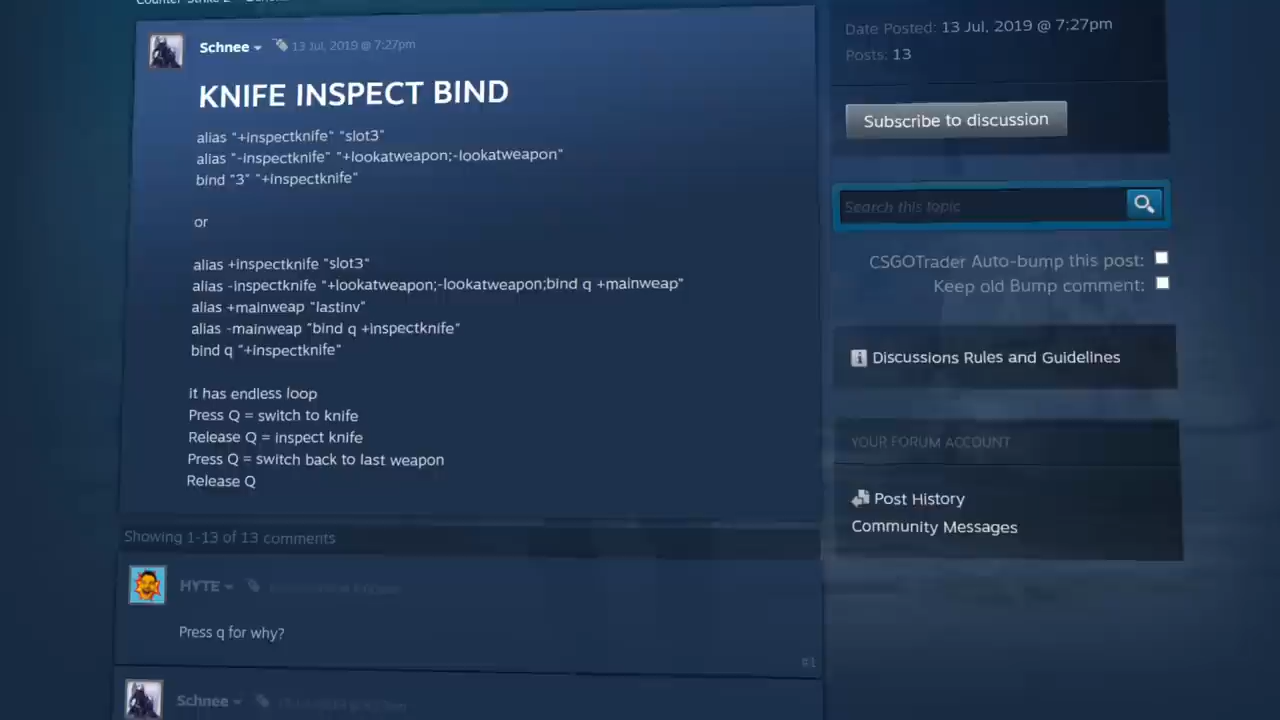 Schnee
13 Jul, 2019 @ 7:27pm
KNIFE INSPECT BIND
alias "+inspectknife" "slot3"
alias "-inspectknife" "+lookatweapon;-lookatweapon"
bind "3" "+inspectknife"
or
alias +inspectknife "slot3"
alias -inspectknife "+lookatweapon;-lookatweapon;bind q +mainweap"
alias +mainweap "lastinv"
alias -mainweap "bind q +inspectknife"
bind q "+inspectknife"
it has endless loop
Press Q = switch to knife
Release Q = inspect knife
Press Q = switch back to last weapon
Release Q
Showing 1-13 of 13 comments
HYTE
Press q for why?
#1
Schnee
Date Posted: 13 Jul, 2019 @ 7:27pm
Posts: 13
Subscribe to discussion
Search this topic
CSGOTrader Auto-bump this post:
Keep old Bump comment:
Discussions Rules and Guidelines
YOUR FORUM ACCOUNT
Post History
Community Messages